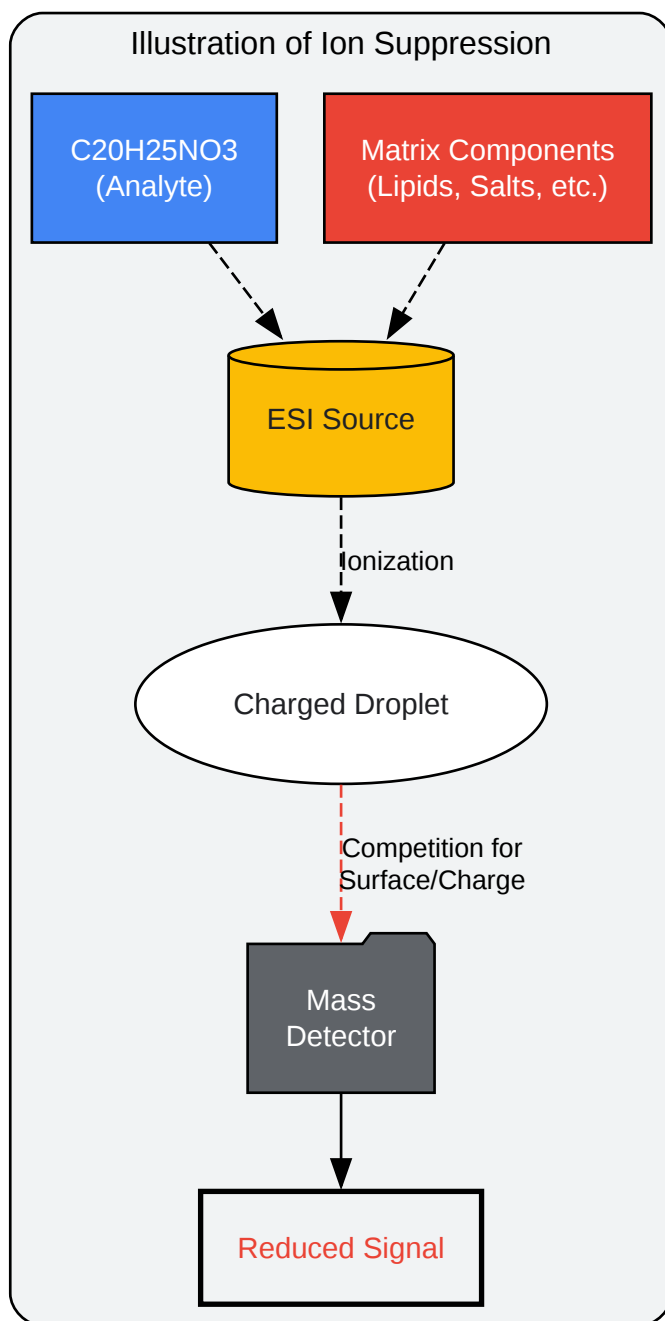 Illustration of Ion Suppression
C20H25NO3
(Analyte)
Matrix Components
(Lipids, Salts, etc.)
ESI Source
Ionization
Charged Droplet
Competition for
Surface/Charge
Mass
Detector
Reduced Signal